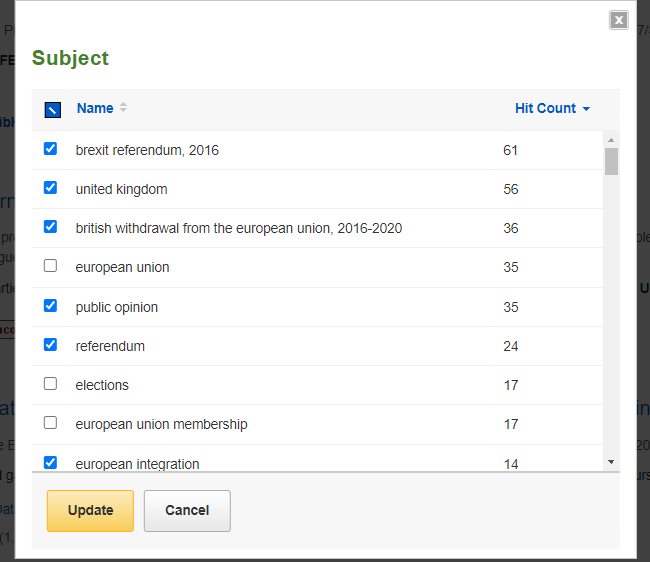 x
Subject
Name Hit Count
brexit referendum, 2016 61
united kingdom 56
british withdrawal from the european union, 2016-2020 36
european union 35
public opinion 35
referendum 24
elections 17
european union membership 17
european integration 14
Update Cancel